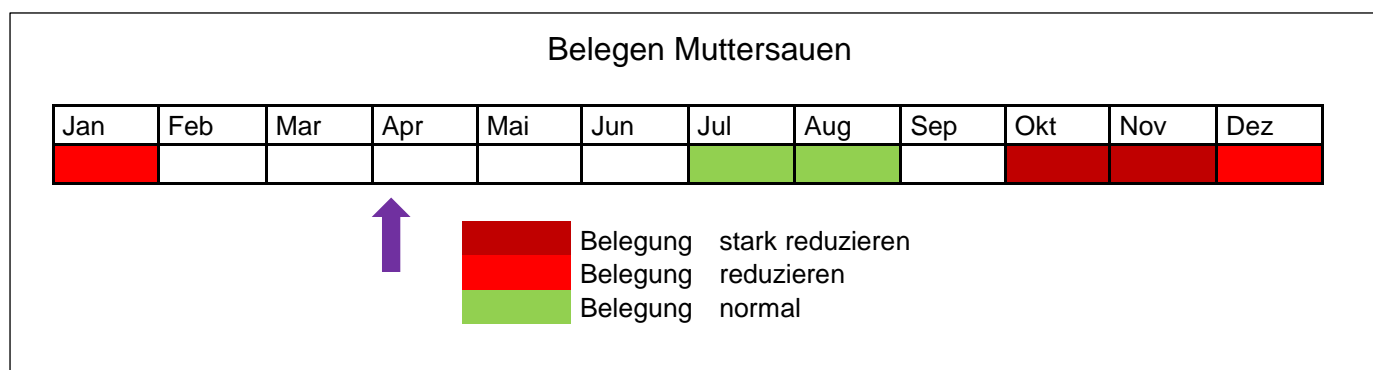 Belegen Muttersauen
Jan Feb Mar Apr Mai Jun Jul Aug Sep Okt Nov Dez
Belegung stark reduzieren
Belegung reduzieren
Belegung normal